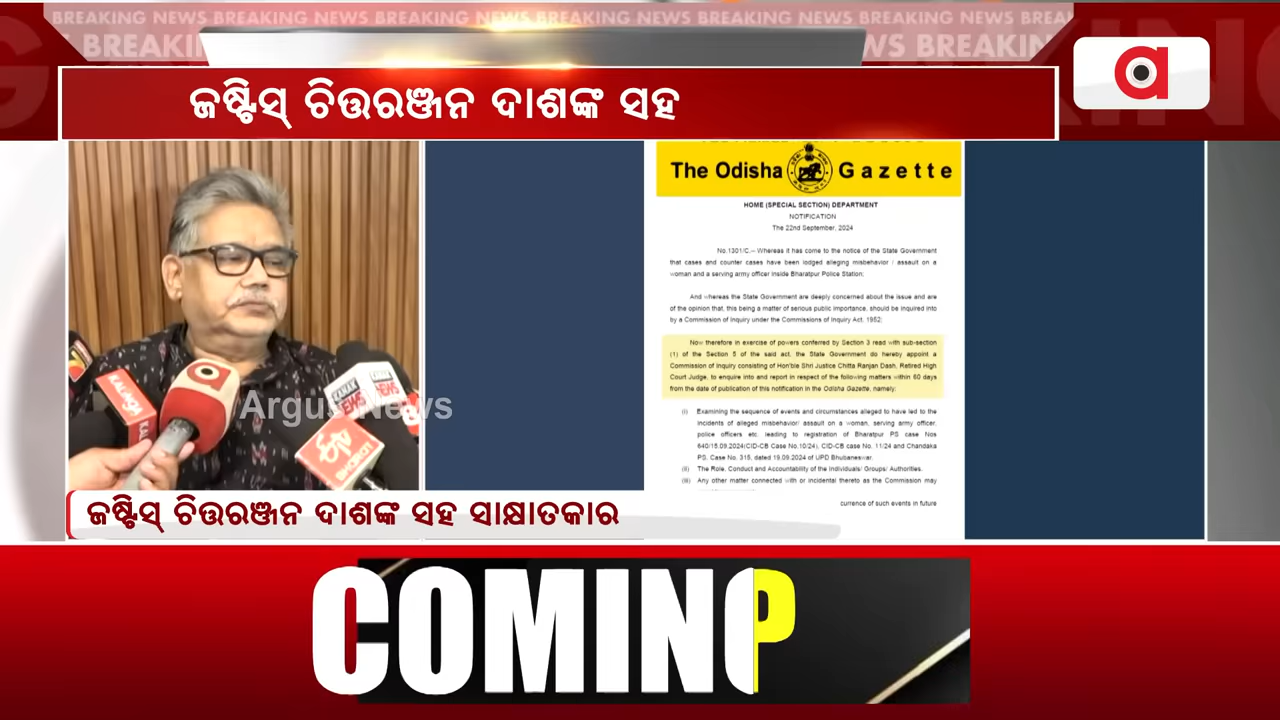 BREAKING NEWS BREAKING NEWS BREAKING NEWS BREAKING NEWS BREAKING NEWS BREAKING NEWS BREAKING NEWS
BREAKING
BREAKING
a
ଜଷ୍ଟିସ୍ ଚିତ୍ତରଞ୍ଜନ ଦାଶଙ୍କ ସହ
The Odisha Gazette
HOME (SPECIAL SECTION) DEPARTMENT
NOTIFICATION
The 22nd September, 2024
No.1301/C.– Whereas it has come to the notice of the State Government
that cases and counter cases have been lodged alleging misbehavior / assault on a
woman and a serving army officer inside Bharatpur Police Station;
And whereas the State Government are deeply concerned about the issue and are
of the opinion that, this being a matter of serious public importance, should be inquired into
by a Commission of Inquiry under the Commissions of Inquiry Act, 1952;
Now therefore in exercise of powers conferred by Section 3 read with sub-section
(1) of the Section 5 of the said act, the State Government do hereby appoint a
Commission of Inquiry consisting of Hon'ble Shri Justice Chitta Ranjan Dash, Retired High
Court Judge, to enquire into and report in respect of the following matters within 60 days
from the date of publication of this notification in the Odisha Gazette, namely;
(i) Examining the sequence of events and circumstances alleged to have led to the
incidents of alleged misbehavior/ assault on a woman, serving army officer,
police officers etc. leading to registration of Bharatpur PS case Nos
640/15.09.2024(CID-CB Case No.10/24), CID-CB case No. 11/24 and Chandaka
PS, Case No. 315, dated 19.09.2024 of UPD Bhubaneswar.
(ii) The Role, Conduct and Accountability of the Individuals/ Groups/ Authorities.
(iii) Any other matter connected with or incidental thereto as the Commission may
currence of such events in future
KALINGA
KANAK NEWS
NEWS
etv
BHARAT
Argus News
ଜଷ୍ଟିସ୍ ଚିତ୍ତରଞ୍ଜନ ଦାଶଙ୍କ ସହ ସାକ୍ଷାତକାର
COMIN
P